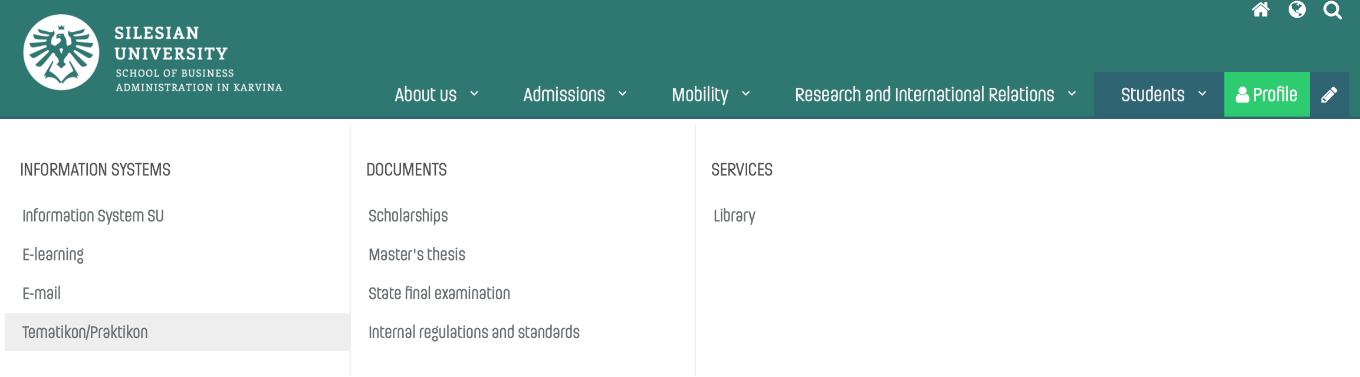 SILESIAN
UNIVERSITY
SCHOOL OF BUSINESS
ADMINISTRATION IN KARVINA
About us
Admissions
Mobility
Research and International Relations
Students
Profile
INFORMATION SYSTEMS
Information System SU
E-learning
E-mail
Tematikon/Praktikon
DOCUMENTS
Scholarships
Master's thesis
State final examination
Internal regulations and standards
SERVICES
Library